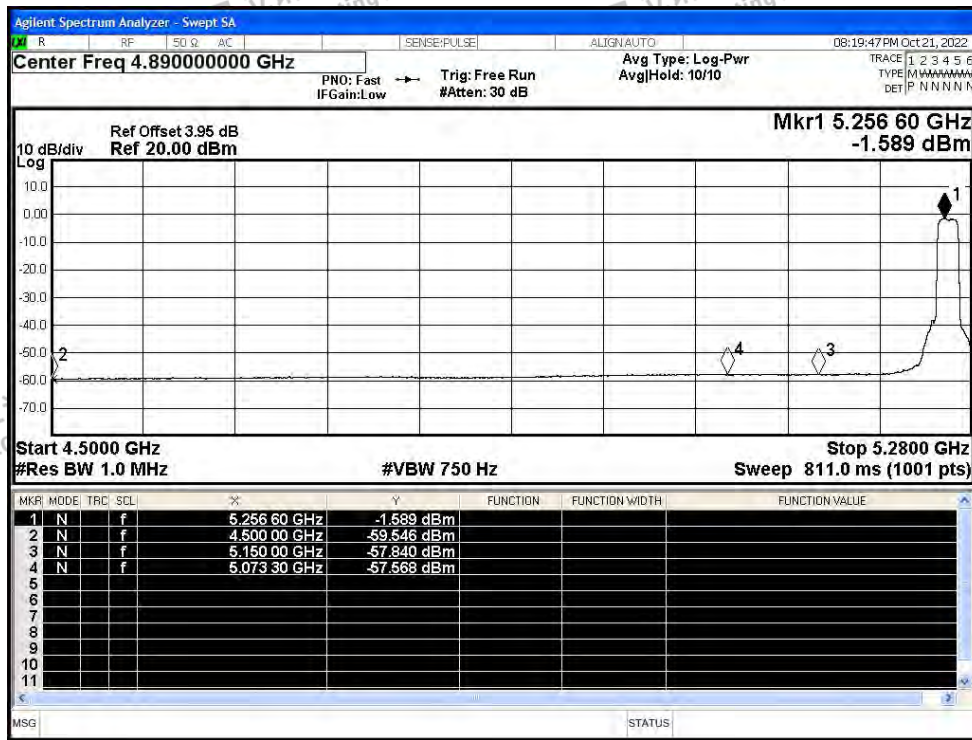 Agilent Spectrum Analyzer - Swept SA
LXI R RF 50 Ω AC SENSE:PULSE ALIGNAUTO 08:19:47 PM Oct 21, 2022
Center Freq 4.890000000 GHz
PNO: Fast
IFGain:Low
Trig: Free Run
#Atten: 30 dB
Avg Type: Log-Pwr
Avg|Hold: 10/10
TRACE 1 2 3 4 5 6
TYPE M
DET P N N N N N
Mkr1 5.256 60 GHz
-1.589 dBm
Ref Offset 3.95 dB
10 dB/div Ref 20.00 dBm
Log
10.0
0.00
-10.0
-20.0
-30.0
-40.0
-50.0
-60.0
-70.0
1
2
4
3
Start 4.5000 GHz Stop 5.2800 GHz
#Res BW 1.0 MHz #VBW 750 Hz Sweep 811.0 ms (1001 pts)
MKR MODE TRC SCL X Y FUNCTION FUNCTION WIDTH FUNCTION VALUE
1 N f 5.256 60 GHz -1.589 dBm
2 N f 4.500 00 GHz -59.546 dBm
3 N f 5.150 00 GHz -57.840 dBm
4 N f 5.073 30 GHz -57.568 dBm
5
6
7
8
9
10
11
MSG STATUS